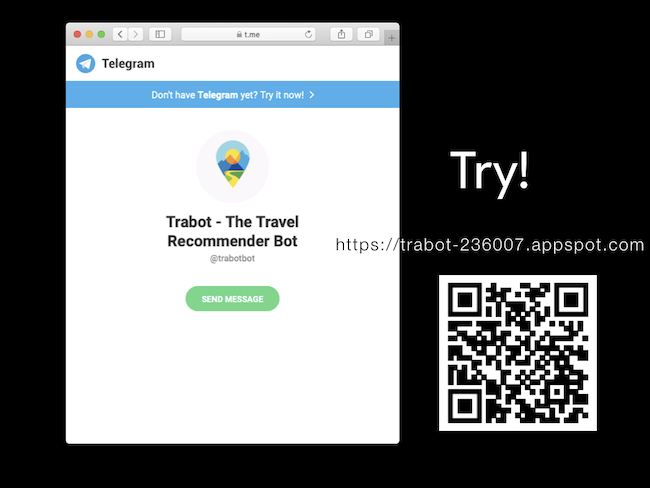 t.me
Telegram
Don't have Telegram yet? Try it now!
Trabot - The Travel
Recommender Bot
@trabotbot
SEND MESSAGE
Try!
https://trabot-236007.appspot.com